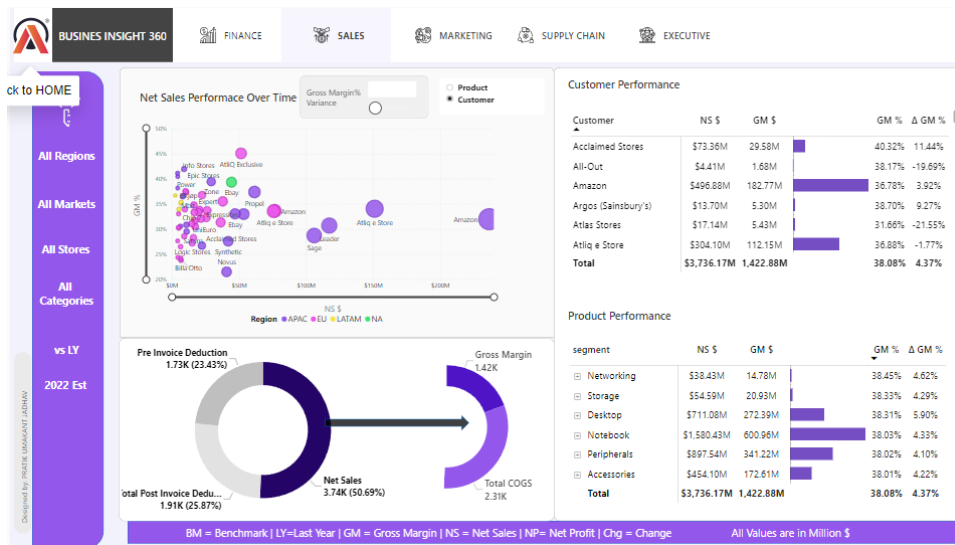 BUSINES INSIGHT 360
FINANCE
SALES
MARKETING
SUPPLY CHAIN
EXECUTIVE
ck to HOME
All Regions
All Markets
All Stores
All
Categories
vs LY
2022 Est
Designed by: PRATIK UMAKANT JADHAV
Net Sales Performace Over Time
Gross Margin%
Variance
Product
Customer
GM %
50%
45%
40%
35%
30%
25%
20%
Info Stores
AtliQ Exclusive
Epic Stores
Power
Zone
Ebay
Expert
Propel
Amazon
Atliq e Store
Atliq e Store
Amazon
UniEuro
Ebay
Acclaimed Stores
Leader
Sage
Logic Stores
Synthetic
Billa Otto
Novus
$0M
$50M
$100M
$150M
$200M
NS $
Region APAC EU LATAM NA
Pre Invoice Deduction
1.73K (23.43%)
Net Sales
3.74K (50.69%)
Total Post Invoice Dedu...
1.91K (25.87%)
Gross Margin
1.42K
Total COGS
2.31K
Customer Performance
Customer NS $ GM $ GM % Δ GM %
Acclaimed Stores $73.36M 29.58M 40.32% 11.44%
All-Out $4.41M 1.68M 38.17% -19.69%
Amazon $496.88M 182.77M 36.78% 3.92%
Argos (Sainsbury's) $13.70M 5.30M 38.70% 9.27%
Atlas Stores $17.14M 5.43M 31.66% -21.55%
Atliq e Store $304.10M 112.15M 36.88% -1.77%
Total $3,736.17M 1,422.88M 38.08% 4.37%
Product Performance
segment NS $ GM $ GM % Δ GM %
Networking $38.43M 14.78M 38.45% 4.62%
Storage $54.59M 20.93M 38.33% 4.29%
Desktop $711.08M 272.39M 38.31% 5.90%
Notebook $1,580.43M 600.96M 38.03% 4.33%
Peripherals $897.54M 341.22M 38.02% 4.10%
Accessories $454.10M 172.61M 38.01% 4.22%
Total $3,736.17M 1,422.88M 38.08% 4.37%
BM = Benchmark | LY=Last Year | GM = Gross Margin | NS = Net Sales | NP= Net Profit | Chg = Change
All Values are in Million $